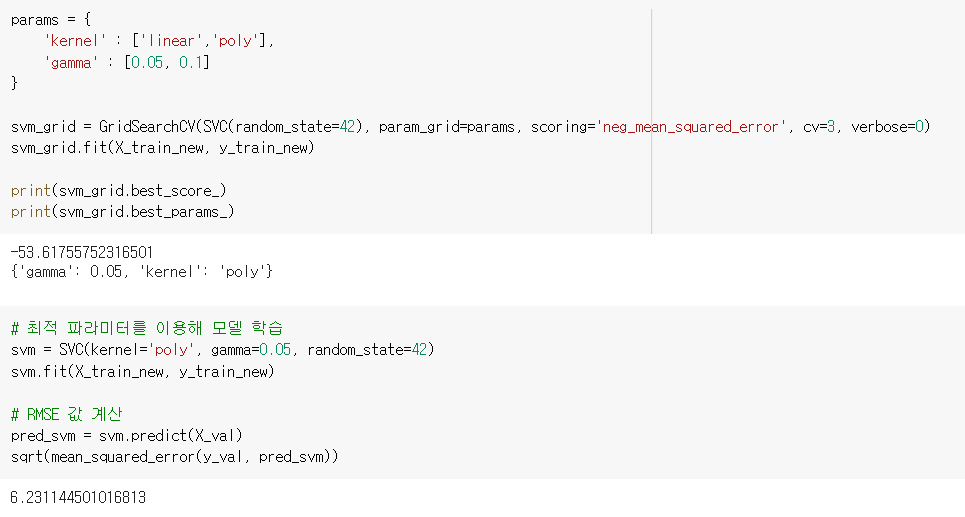 params = {
    'kernel' : ['linear','poly'],
    'gamma' : [0.05, 0.1]
}
svm_grid = GridSearchCV(SVC(random_state=42), param_grid=params, scoring='neg_mean_squared_error', cv=3, verbose=0)
svm_grid.fit(X_train_new, y_train_new)
print(svm_grid.best_score_)
print(svm_grid.best_params_)
-53.61755752316501
{'gamma': 0.05, 'kernel': 'poly'}
# 최적 파라미터를 이용해 모델 학습
svm = SVC(kernel='poly', gamma=0.05, random_state=42)
svm.fit(X_train_new, y_train_new)
# RMSE 값 계산
pred_svm = svm.predict(X_val)
sqrt(mean_squared_error(y_val, pred_svm))
6.231144501016813